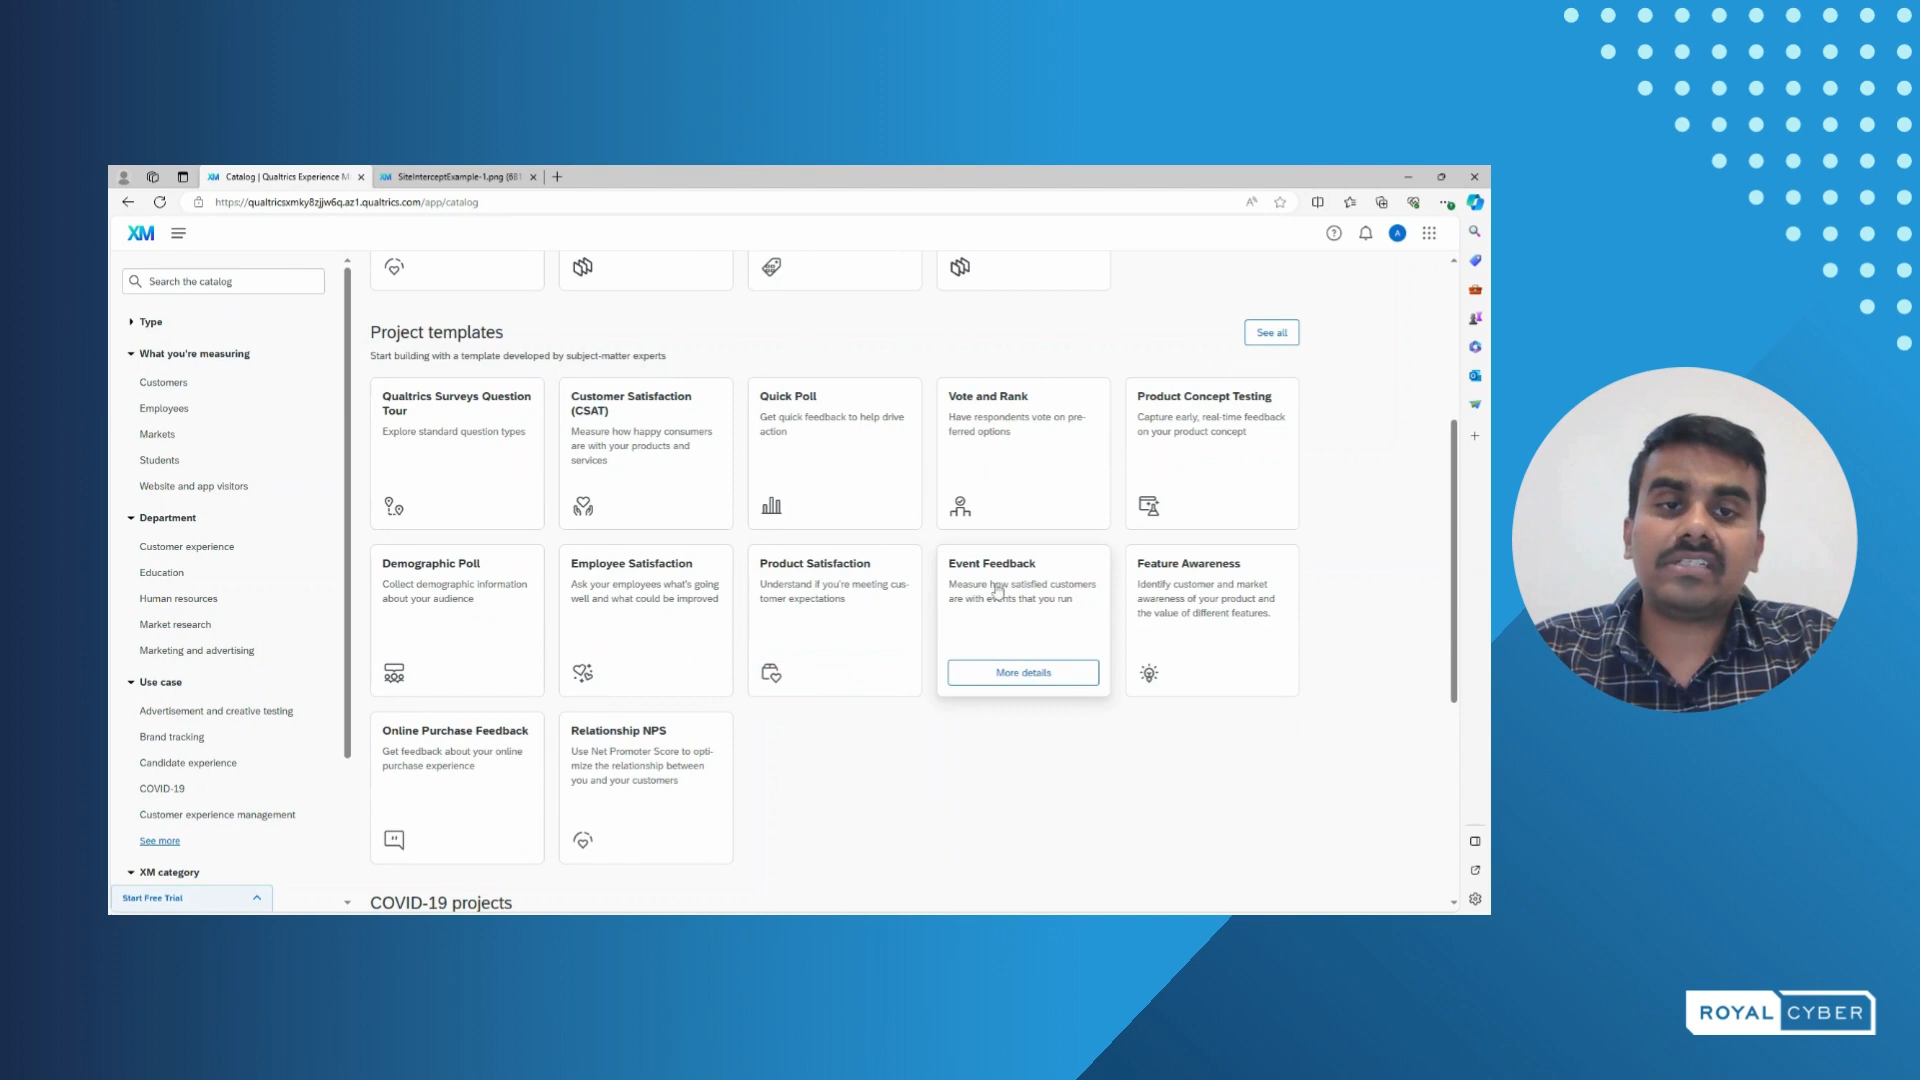 Catalog | Qualtrics Experience M
SiteInterceptExample-1.png (681
https://qualtricsxmky8zjjw6q.az1.qualtrics.com/app/catalog
XM
A
Search the catalog
Type
What you're measuring
Customers
Employees
Markets
Students
Website and app visitors
Department
Customer experience
Education
Human resources
Market research
Marketing and advertising
Use case
Advertisement and creative testing
Brand tracking
Candidate experience
COVID-19
Customer experience management
See more
XM category
Start Free Trial
Project templates
See all
Start building with a template developed by subject-matter experts
Qualtrics Surveys Question
Tour
Explore standard question types
Customer Satisfaction
(CSAT)
Measure how happy consumers
are with your products and
services
Quick Poll
Get quick feedback to help drive
action
Vote and Rank
Have respondents vote on pre-
ferred options
Product Concept Testing
Capture early, real-time feedback
on your product concept
Demographic Poll
Collect demographic information
about your audience
Employee Satisfaction
Ask your employees what's going
well and what could be improved
Product Satisfaction
Understand if you're meeting cus-
tomer expectations
Event Feedback
Measure how satisfied customers
are with events that you run
More details
Feature Awareness
Identify customer and market
awareness of your product and
the value of different features.
Online Purchase Feedback
Get feedback about your online
purchase experience
Relationship NPS
Use Net Promoter Score to opti-
mize the relationship between
you and your customers
COVID-19 projects
ROYAL CYBER